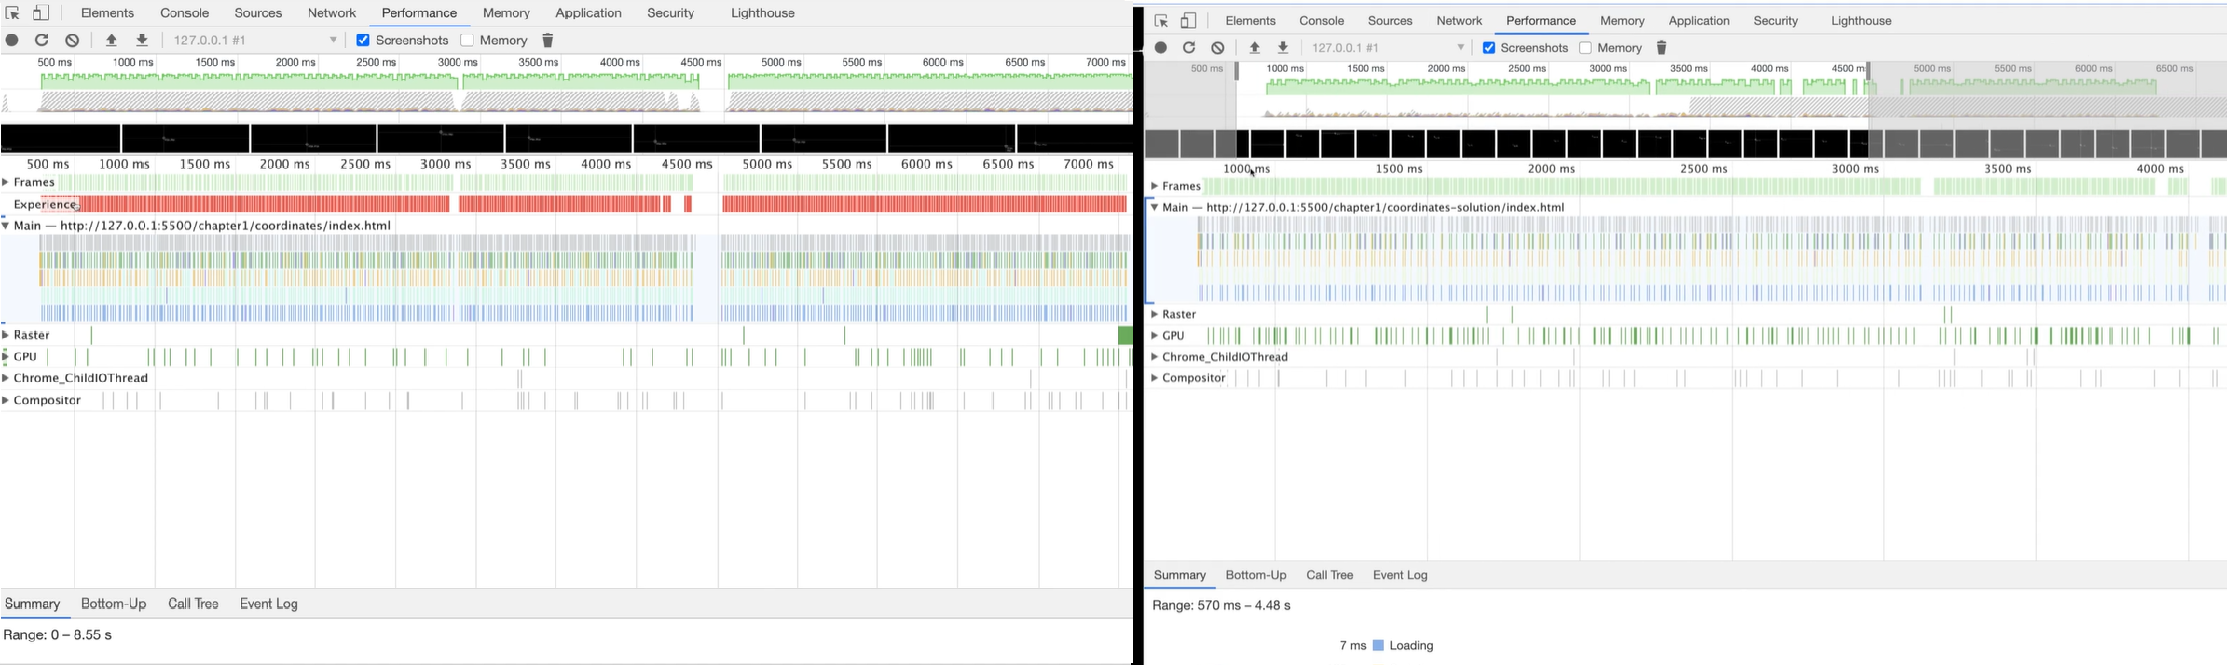 Elements Console Sources Network Performance Memory Application Security Lighthouse
127.0.0.1 #1 Screenshots Memory
500 ms 1000 ms 1500 ms 2000 ms 2500 ms 3000 ms 3500 ms 4000 ms 4500 ms 5000 ms 5500 ms 6000 ms 6500 ms 7000 ms
500 ms 1000 ms 1500 ms 2000 ms 2500 ms 3000 ms 3500 ms 4000 ms 4500 ms 5000 ms 5500 ms 6000 ms 6500 ms 7000 ms
Frames
Experience
Main — http://127.0.0.1:5500/chapter1/coordinates/index.html
Raster
GPU
Chrome_ChildIOThread
Compositor
Summary Bottom-Up Call Tree Event Log
Range: 0 – 8.55 s
Elements Console Sources Network Performance Memory Application Security Lighthouse
127.0.0.1 #1 Screenshots Memory
500 ms 1000 ms 1500 ms 2000 ms 2500 ms 3000 ms 3500 ms 4000 ms 4500 ms 5000 ms 5500 ms 6000 ms 6500 ms
1000 ms 1500 ms 2000 ms 2500 ms 3000 ms 3500 ms 4000 ms
Frames
Main — http://127.0.0.1:5500/chapter1/coordinates-solution/index.html
Raster
GPU
Chrome_ChildIOThread
Compositor
Summary Bottom-Up Call Tree Event Log
Range: 570 ms – 4.48 s
7 ms Loading